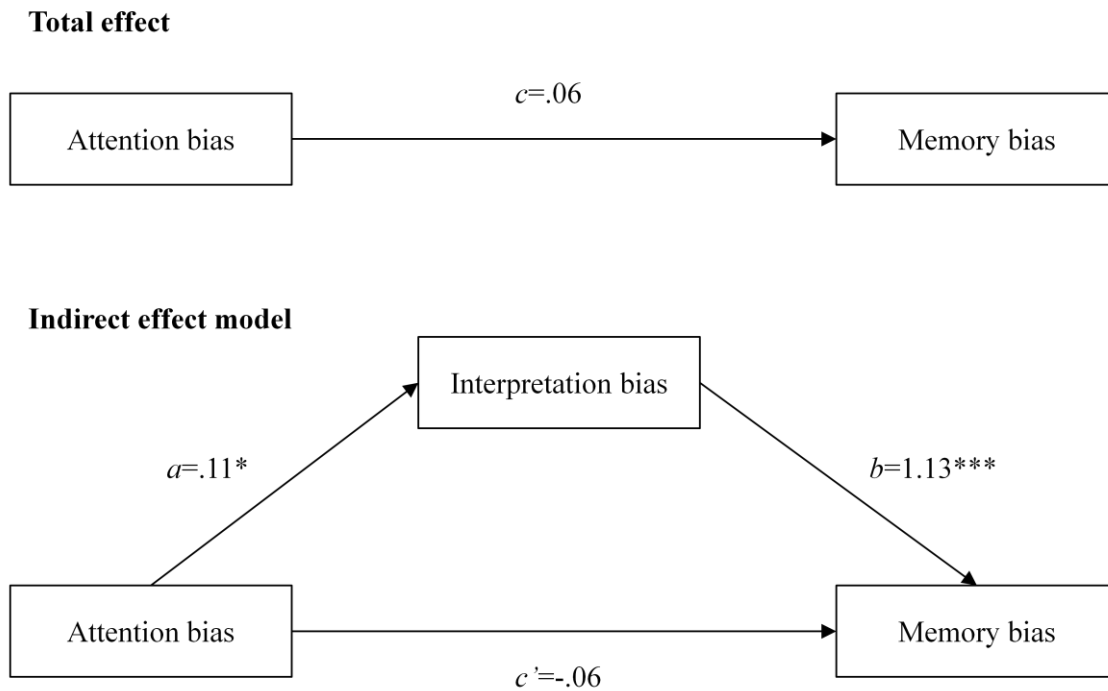 Total effect
c=.06
Attention bias
Memory bias
Indirect effect model
Interpretation bias
a=.11*
b=1.13***
Attention bias
Memory bias
c'=-.06